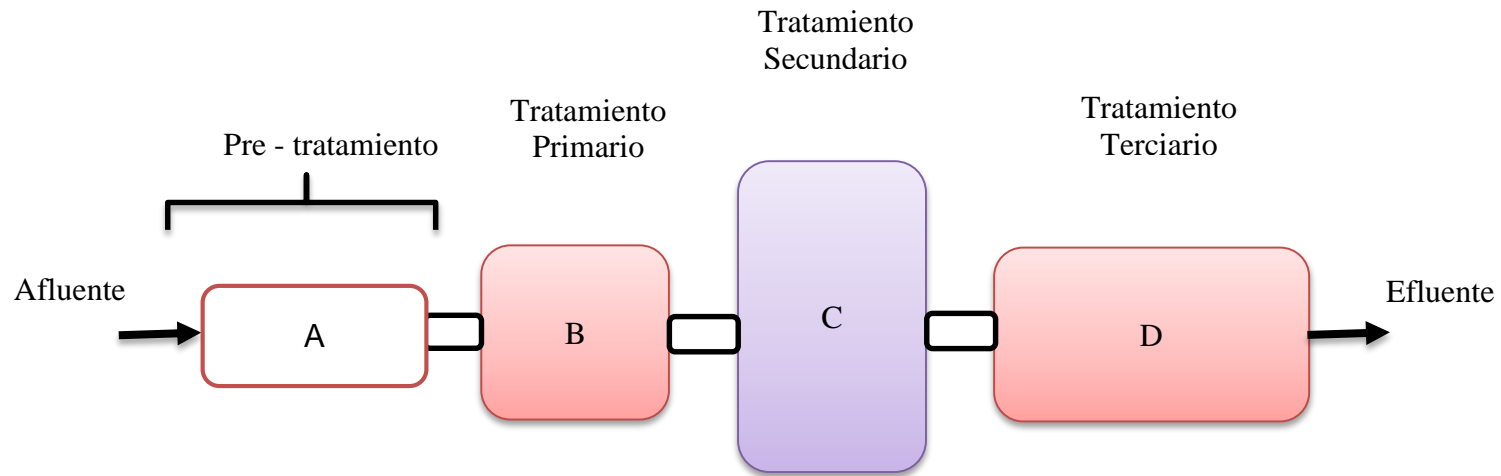 Tratamiento
Secundario
Tratamiento
Primario
Tratamiento
Terciario
Pre - tratamiento
Afluente
A
B
C
D
Efluente